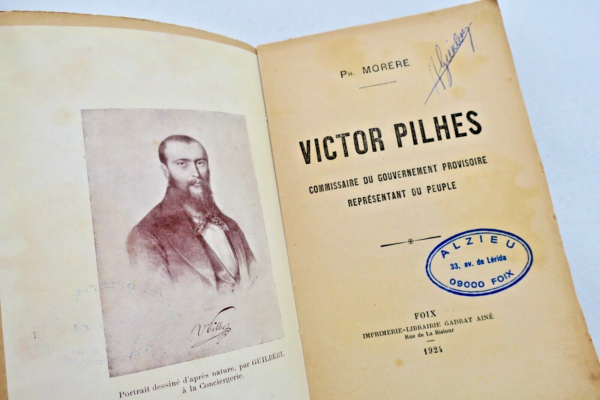 V Pilhes
Portrait dessiné d'après nature, par GUILBERT,
à la Conciergerie.
PH. MORÈRE
VICTOR PILHES
COMMISSAIRE DU GOUVERNEMENT PROVISOIRE
REPRÉSENTANT DU PEUPLE
ALZIEU
33, av. de Lérida
09000 FOIX
FOIX
IMPRIMERIE-LIBRAIRIE GADRAT AINÉ
Rue de La Bistour
1924